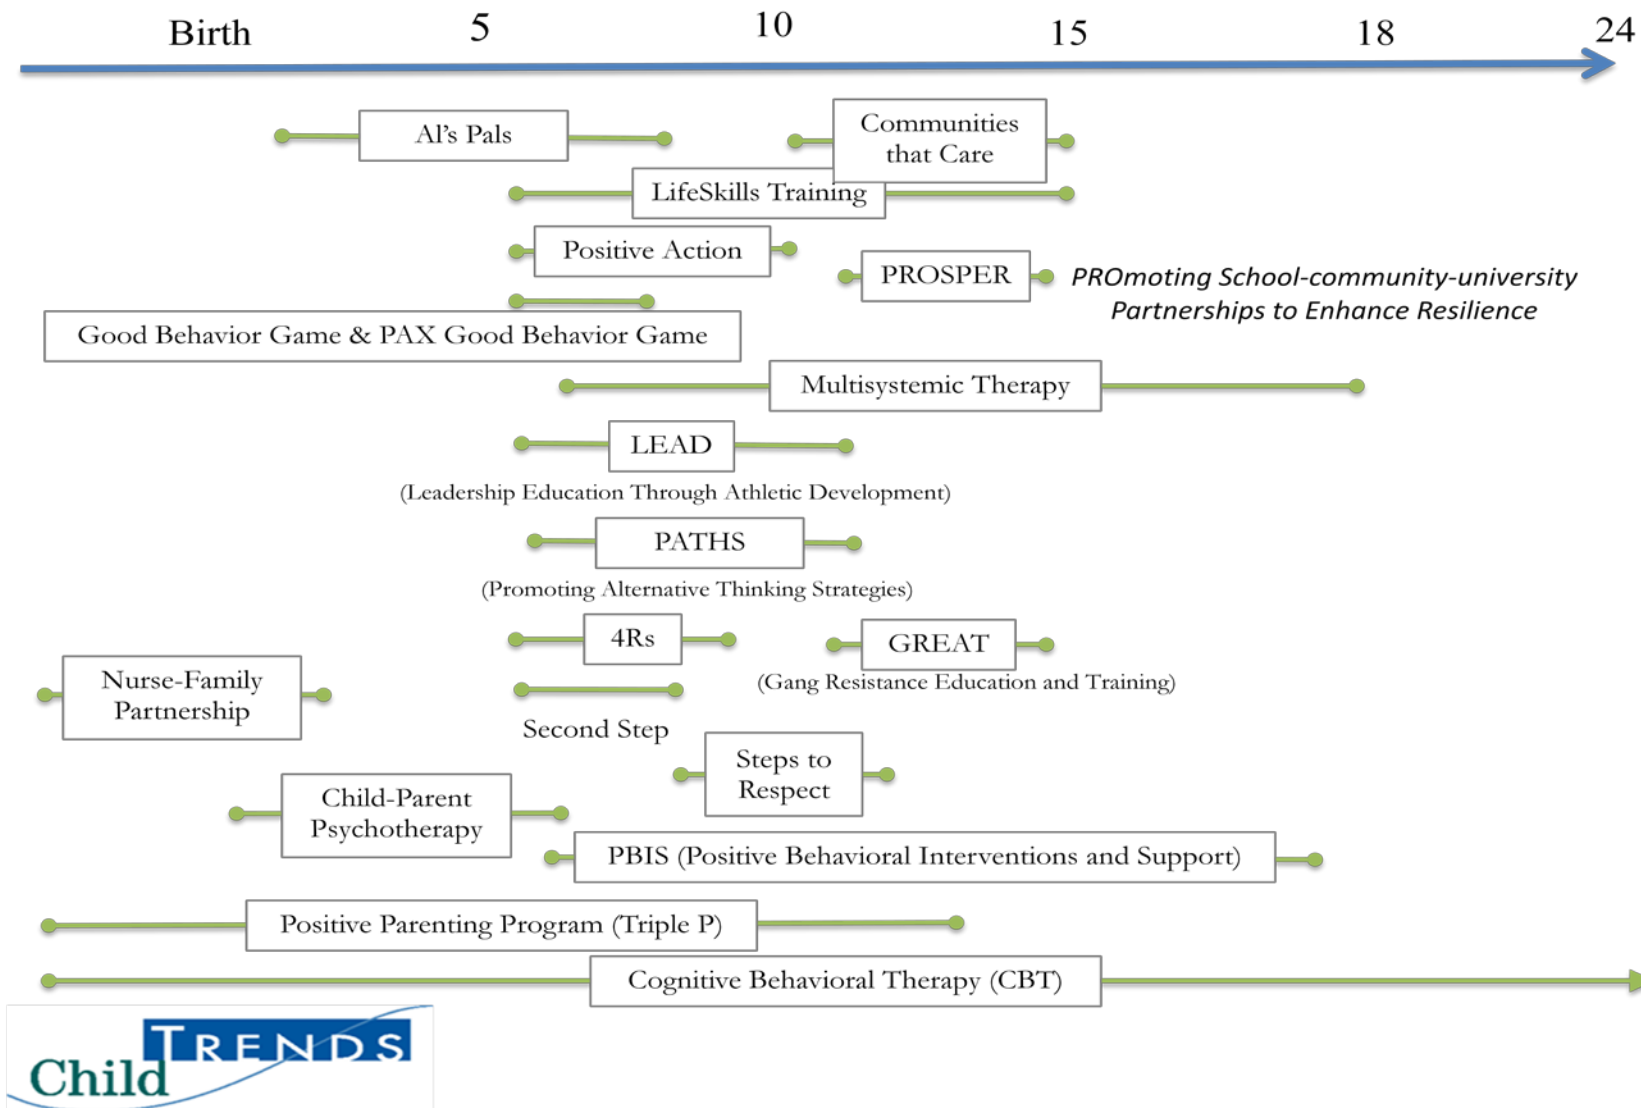 Birth 5 10 15 18 24
Al’s Pals
Communities
that Care
LifeSkills Training
Positive Action
PROSPER
PROmoting School-community-university
Partnerships to Enhance Resilience
Good Behavior Game & PAX Good Behavior Game
Multisystemic Therapy
LEAD
(Leadership Education Through Athletic Development)
PATHS
(Promoting Alternative Thinking Strategies)
4Rs
GREAT
(Gang Resistance Education and Training)
Nurse-Family
Partnership
Second Step
Steps to
Respect
Child-Parent
Psychotherapy
PBIS (Positive Behavioral Interventions and Support)
Positive Parenting Program (Triple P)
Cognitive Behavioral Therapy (CBT)
TRENDS
Child